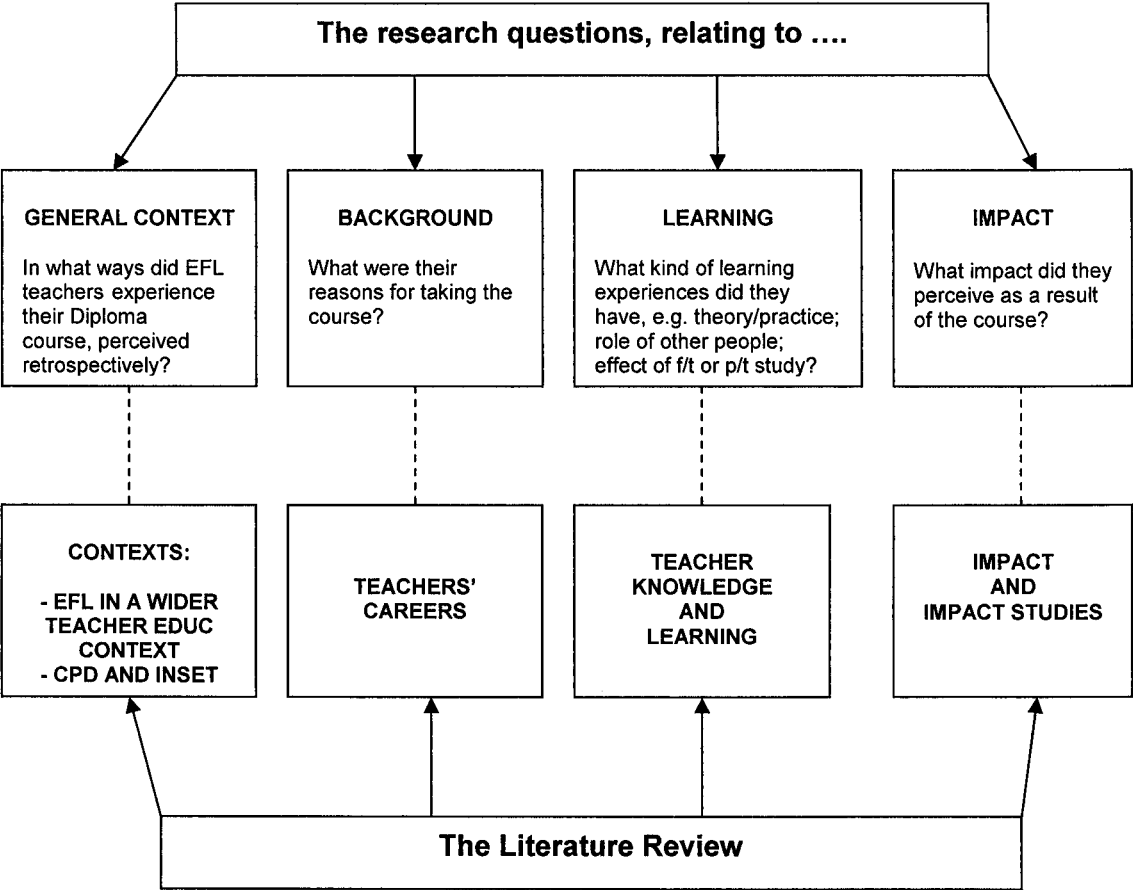 The research questions, relating to ....
GENERAL CONTEXT
In what ways did EFL
teachers experience
their Diploma
course, perceived
retrospectively?
BACKGROUND
What were their
reasons for taking the
course?
LEARNING
What kind of learning
experiences did they
have, e.g. theory/practice;
role of other people;
effect of f/t or p/t study?
IMPACT
What impact did they
perceive as a result
of the course?
CONTEXTS:
- EFL IN A WIDER
TEACHER EDUC
CONTEXT
- CPD AND INSET
TEACHERS'
CAREERS
TEACHER
KNOWLEDGE
AND
LEARNING
IMPACT
AND
IMPACT STUDIES
The Literature Review